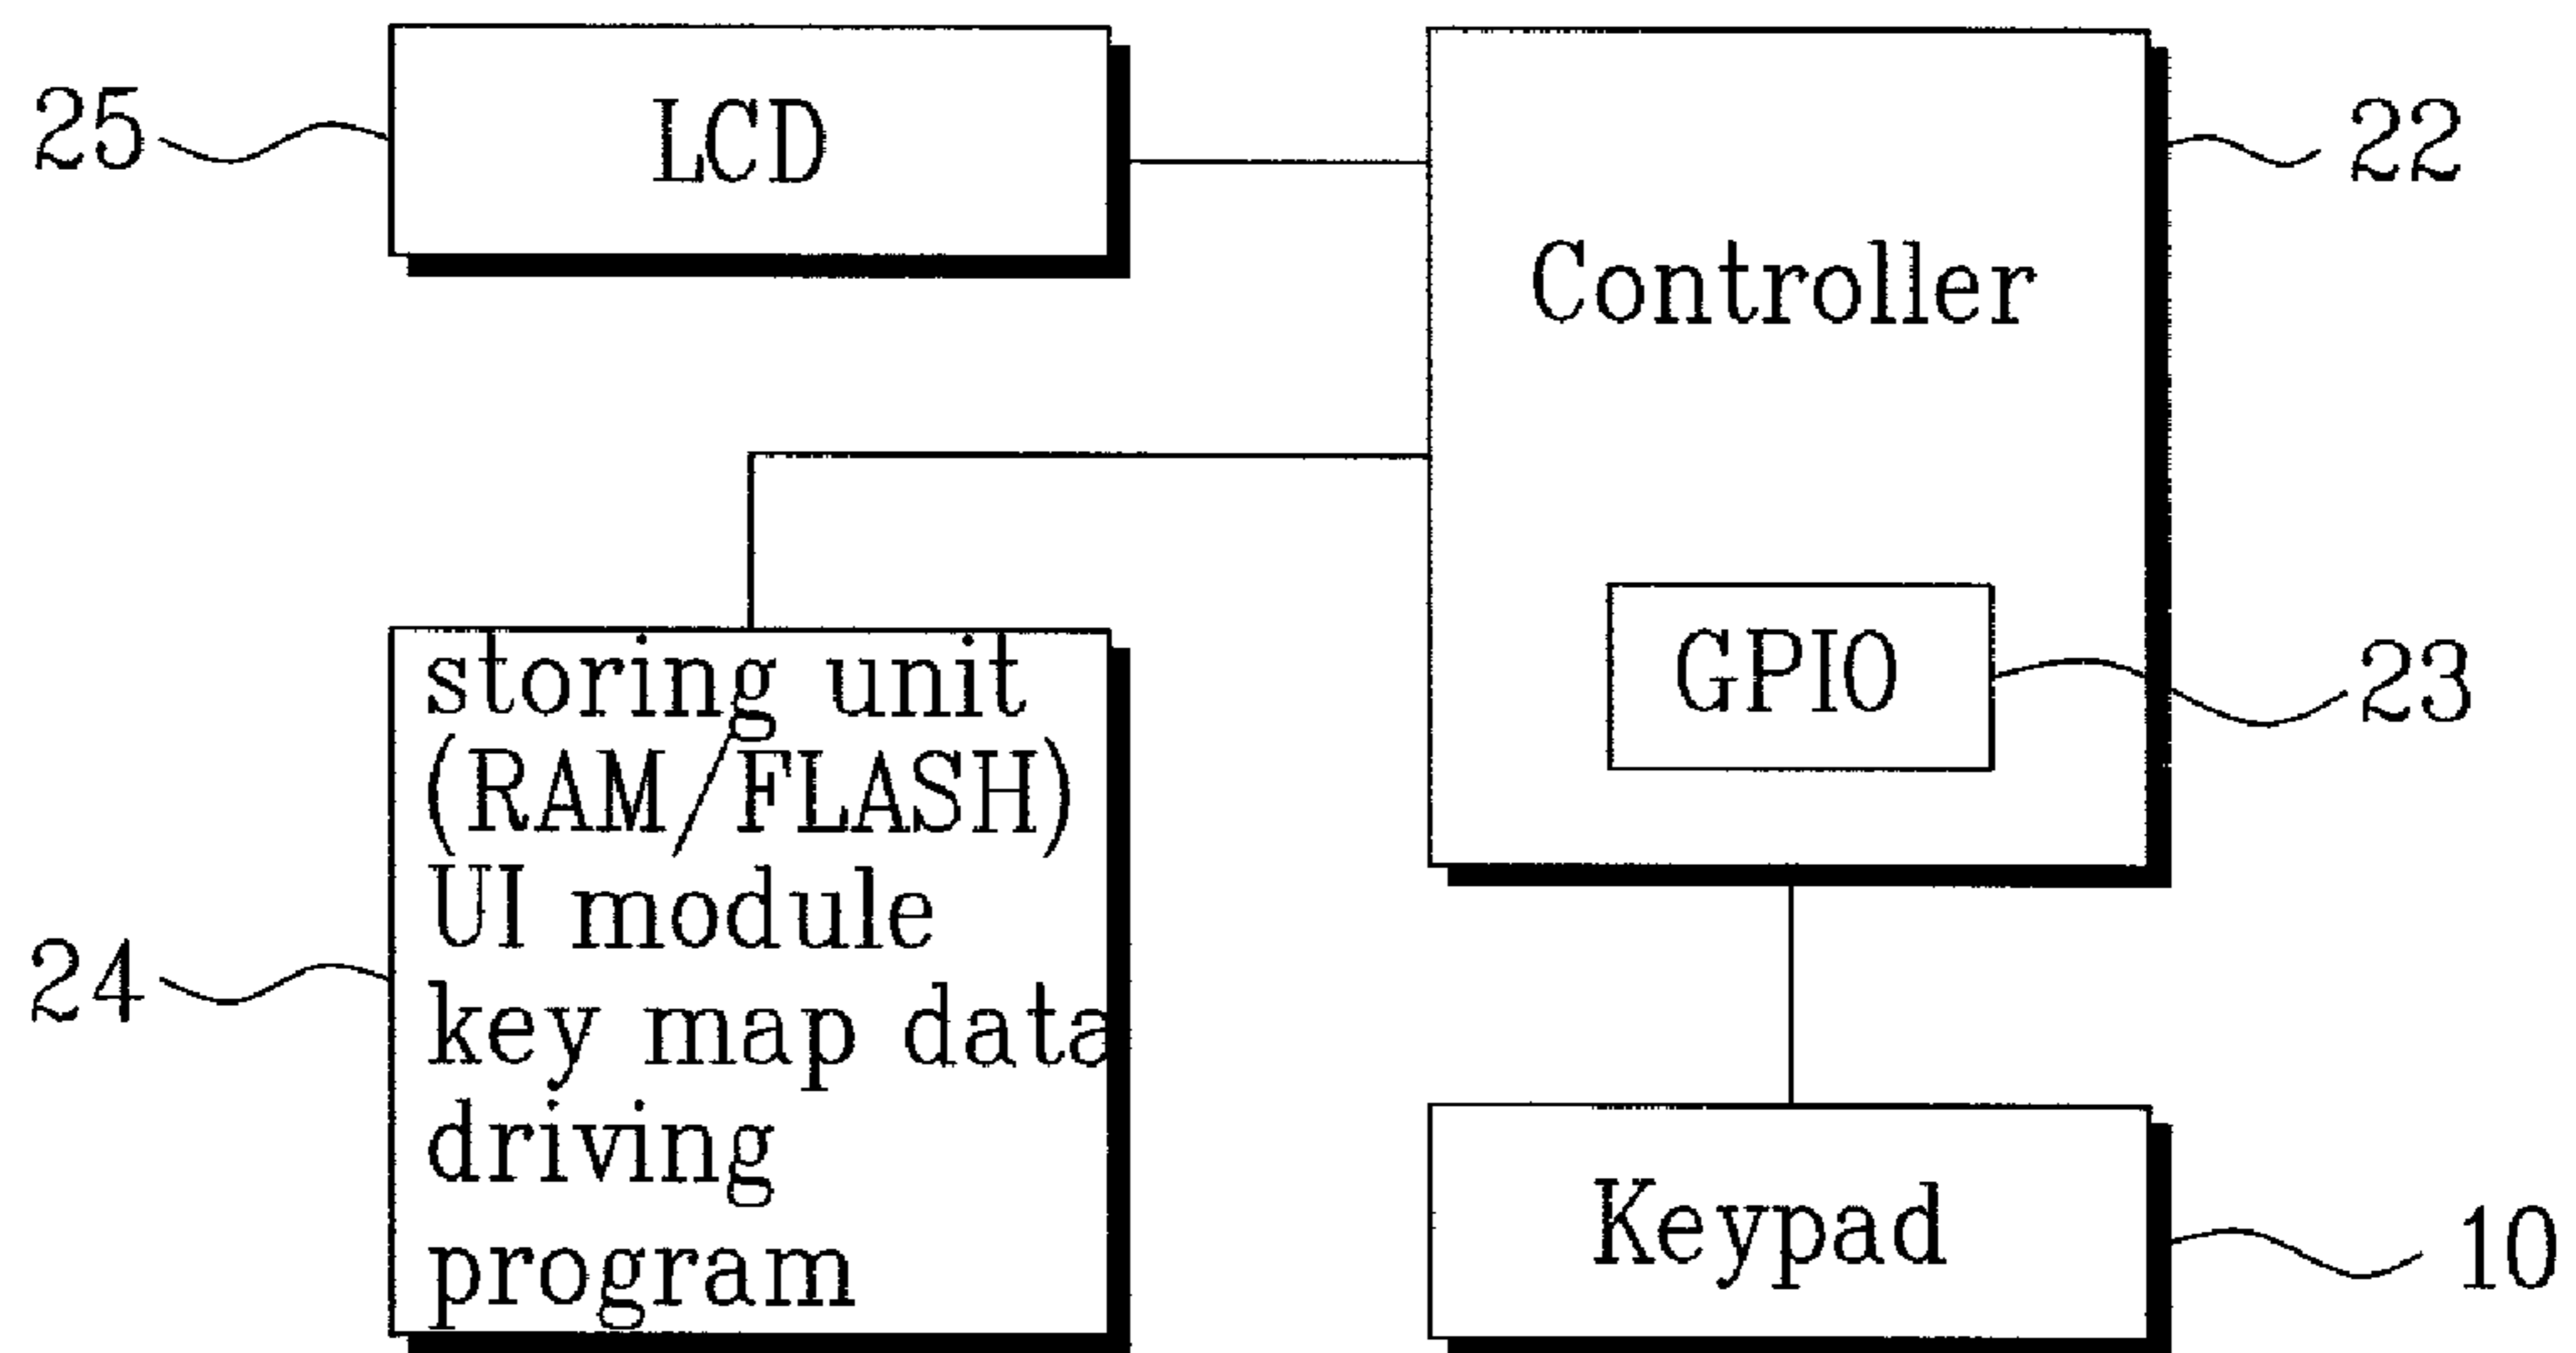 25
LCD
22
Controller
GPIO
23
storing unit
(RAM/FLASH)
UI module
key map data
driving
program
24
Keypad
10